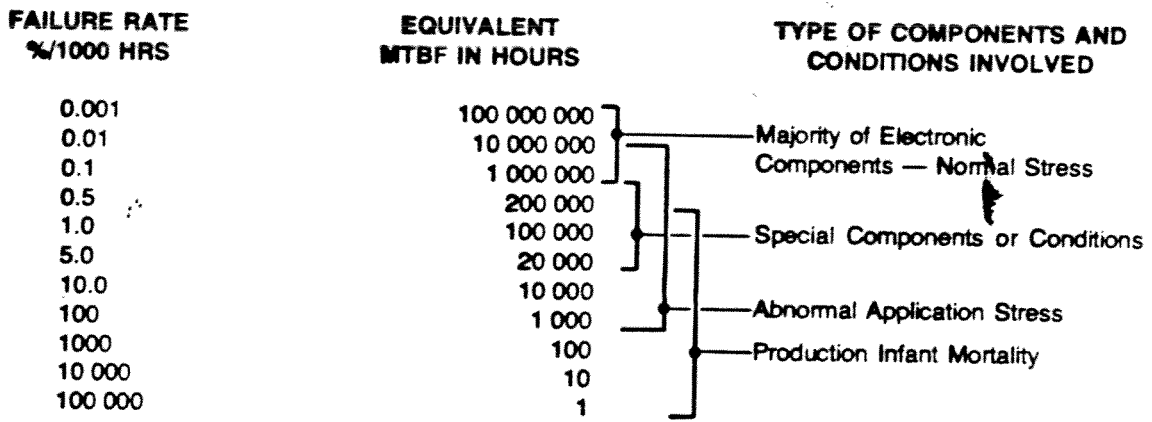 FAILURE RATE EQUIVALENT TYPE OF COMPONENTS AND
%/1000 HRS MTBF IN HOURS CONDITIONS INVOLVED
0.001 100 000 000
0.01 10 000 000 Majority of Electronic
0.1 1 000 000 Components — Normal Stress
0.5 200 000
1.0 100 000 Special Components or Conditions
5.0 20 000
10.0 10 000
100 1 000 Abnormal Application Stress
1000 100 Production Infant Mortality
10 000 10
100 000 1